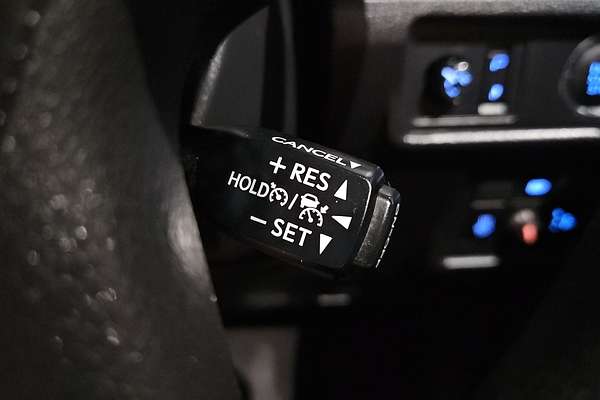 CANCEL▼
+ RES ▲
HOLD / ◀
− SET ▼